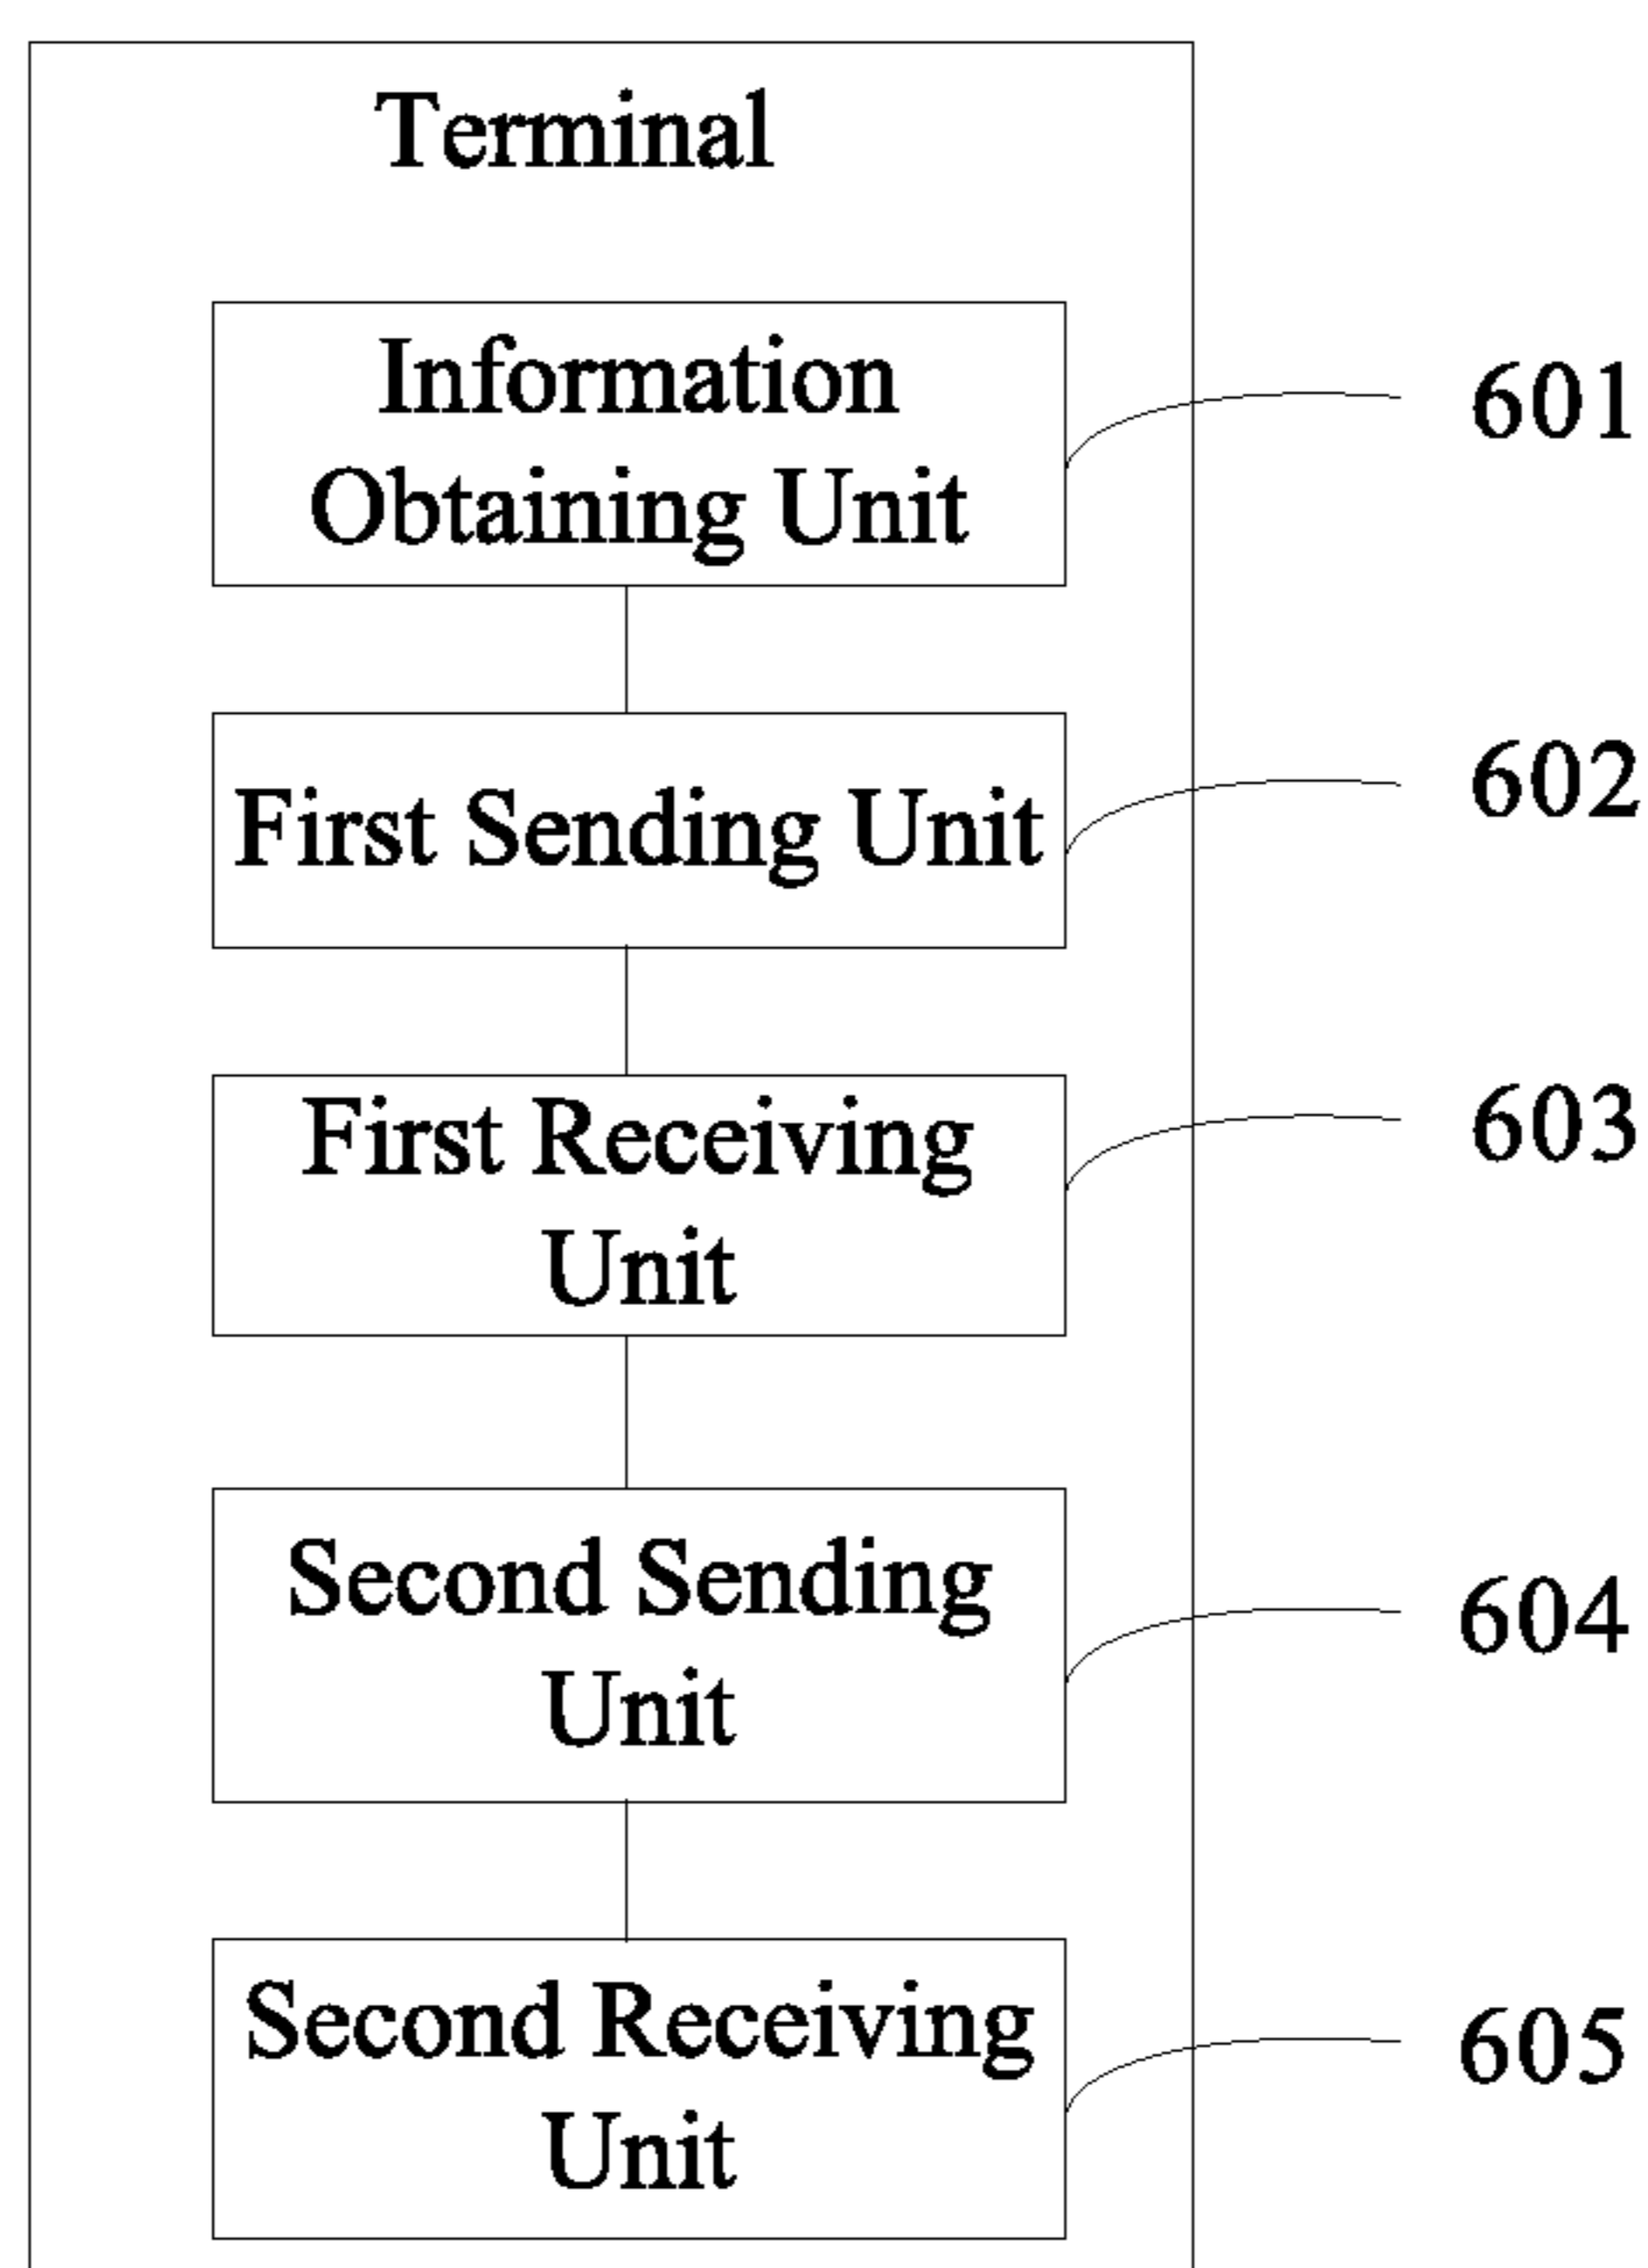 Terminal
Information
Obtaining Unit
601
First Sending Unit
602
First Receiving
Unit
603
Second Sending
Unit
604
Second Receiving
Unit
605